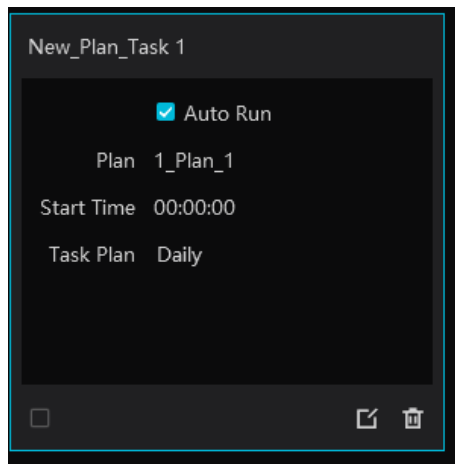 New_Plan_Task 1
Auto Run
Plan 1_Plan_1
Start Time 00:00:00
Task Plan Daily